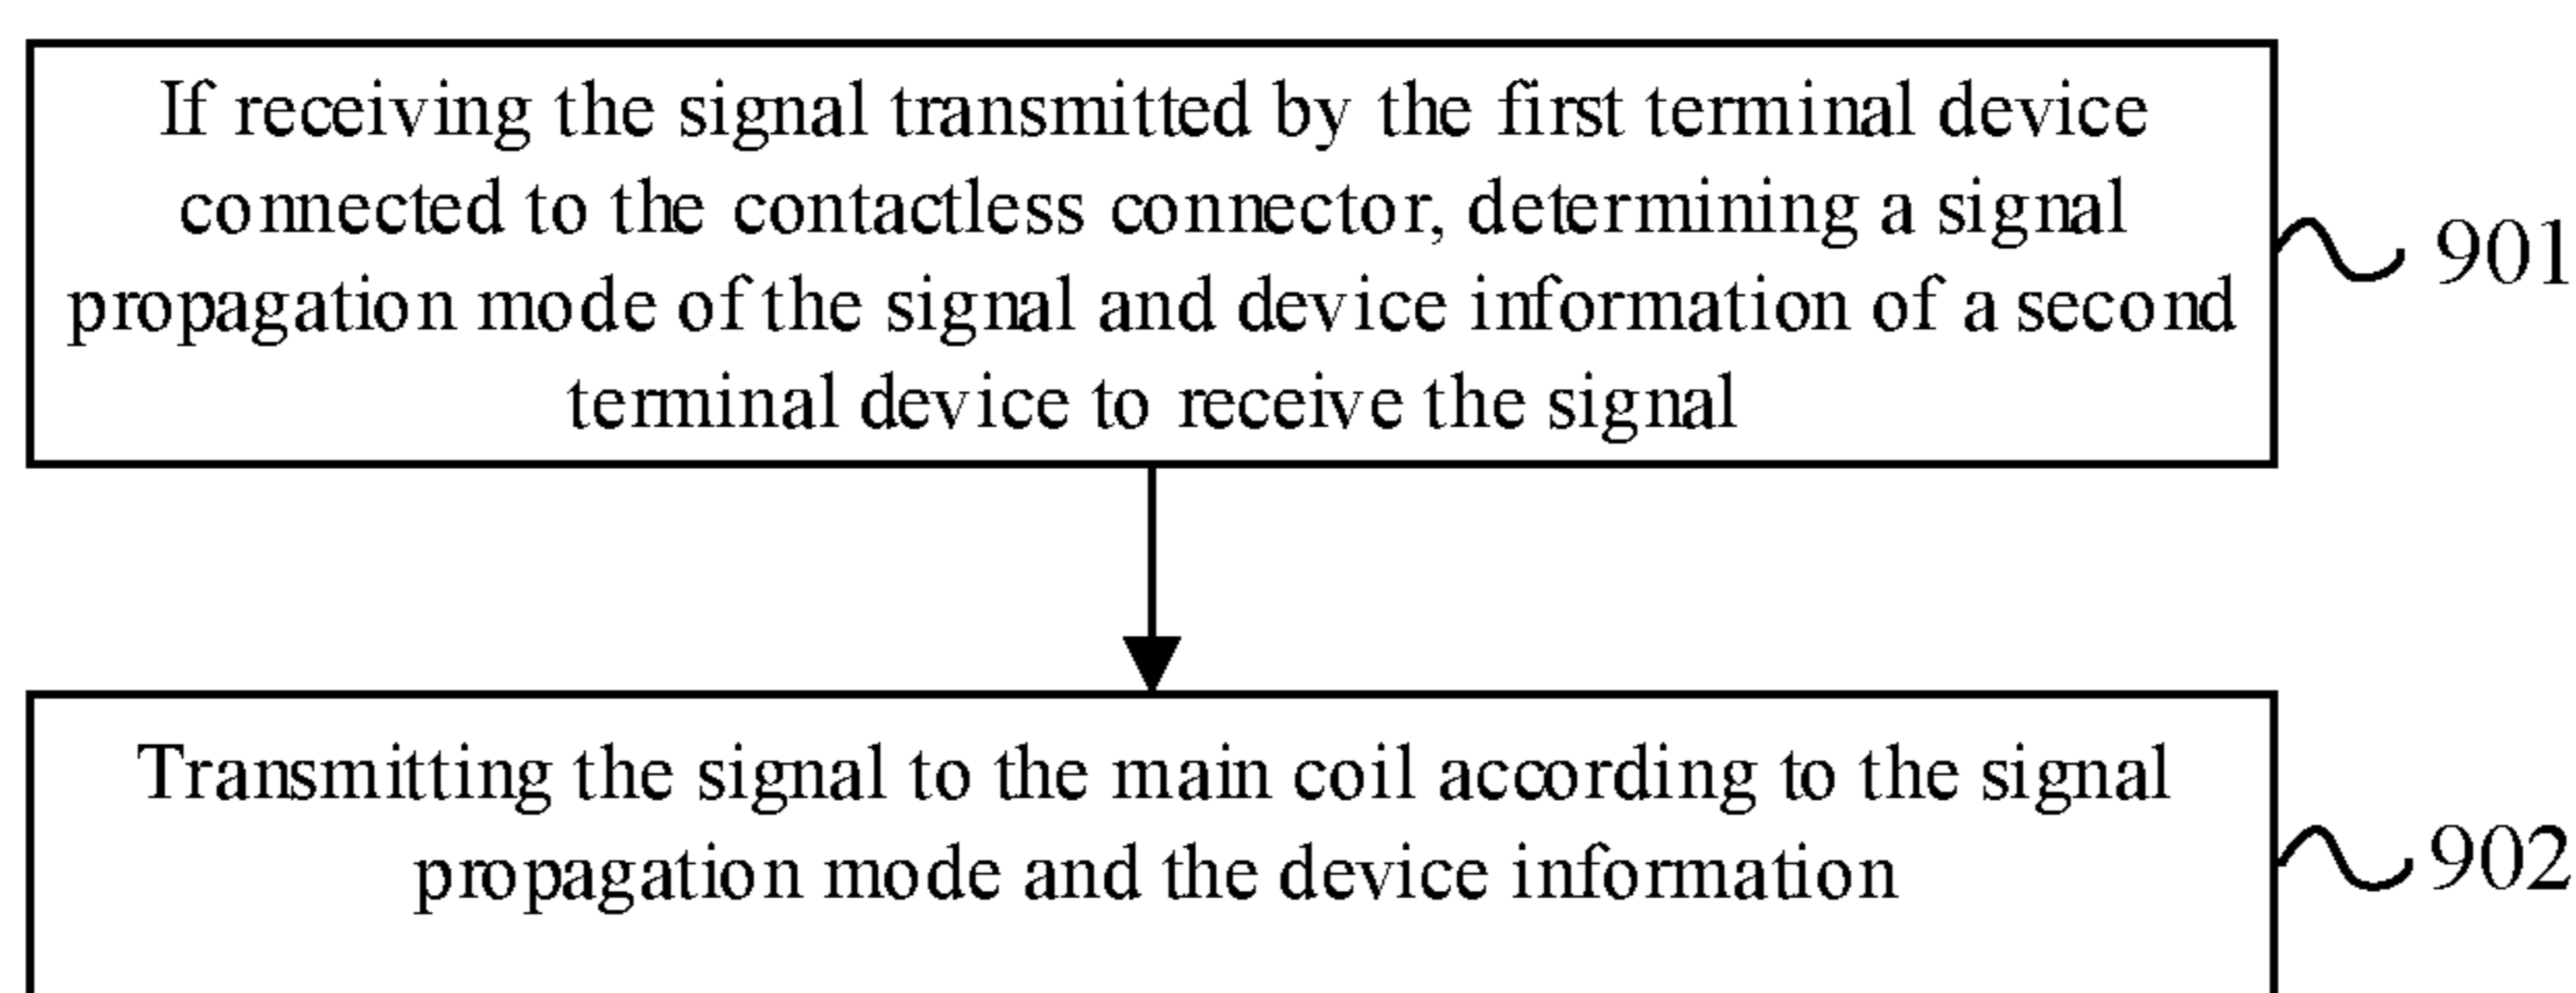 If receiving the signal transmitted by the first terminal device
connected to the contactless connector, determining a signal
propagation mode of the signal and device information of a second
terminal device to receive the signal
901
Transmitting the signal to the main coil according to the signal
propagation mode and the device information
902